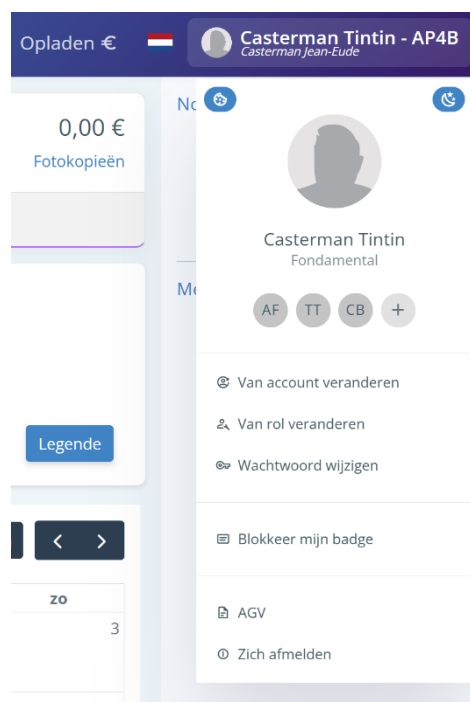 Opladen €
Casterman Tintin - AP4B
Casterman Jean-Eude
0,00 €
Fotokopieën
Legende
zo
3
Casterman Tintin
Fondamental
AF TT CB +
Van account veranderen
Van rol veranderen
Wachtwoord wijzigen
Blokkeer mijn badge
AGV
Zich afmelden